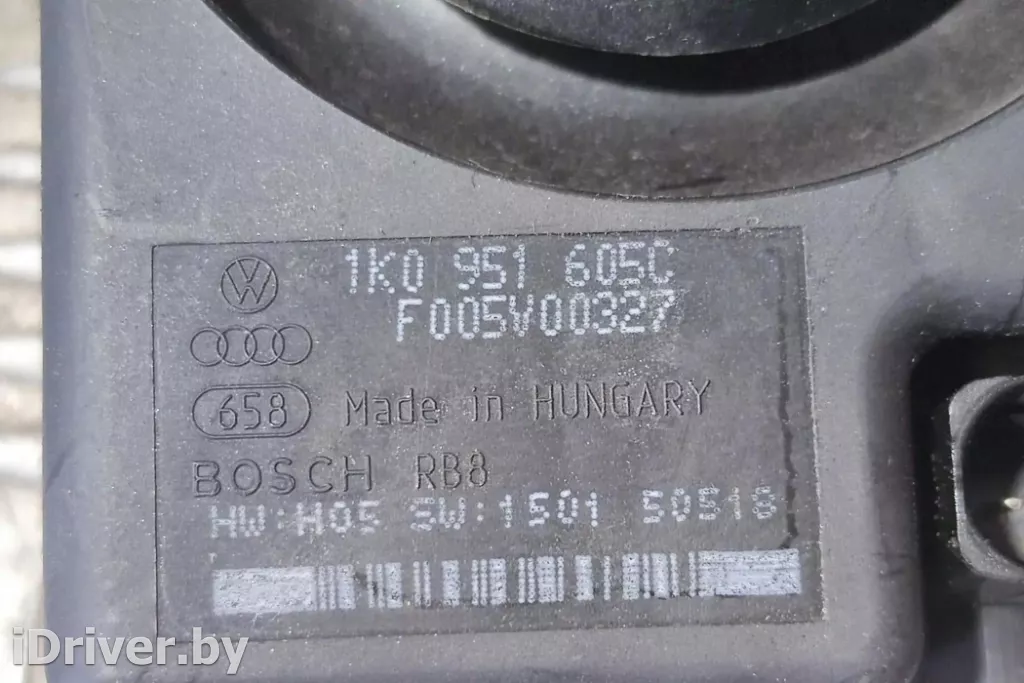 1K0 951 605C
F005V00327
658 Made in HUNGARY
BOSCH RB8
HW:H05 SW:1501 50518
iDriver.by